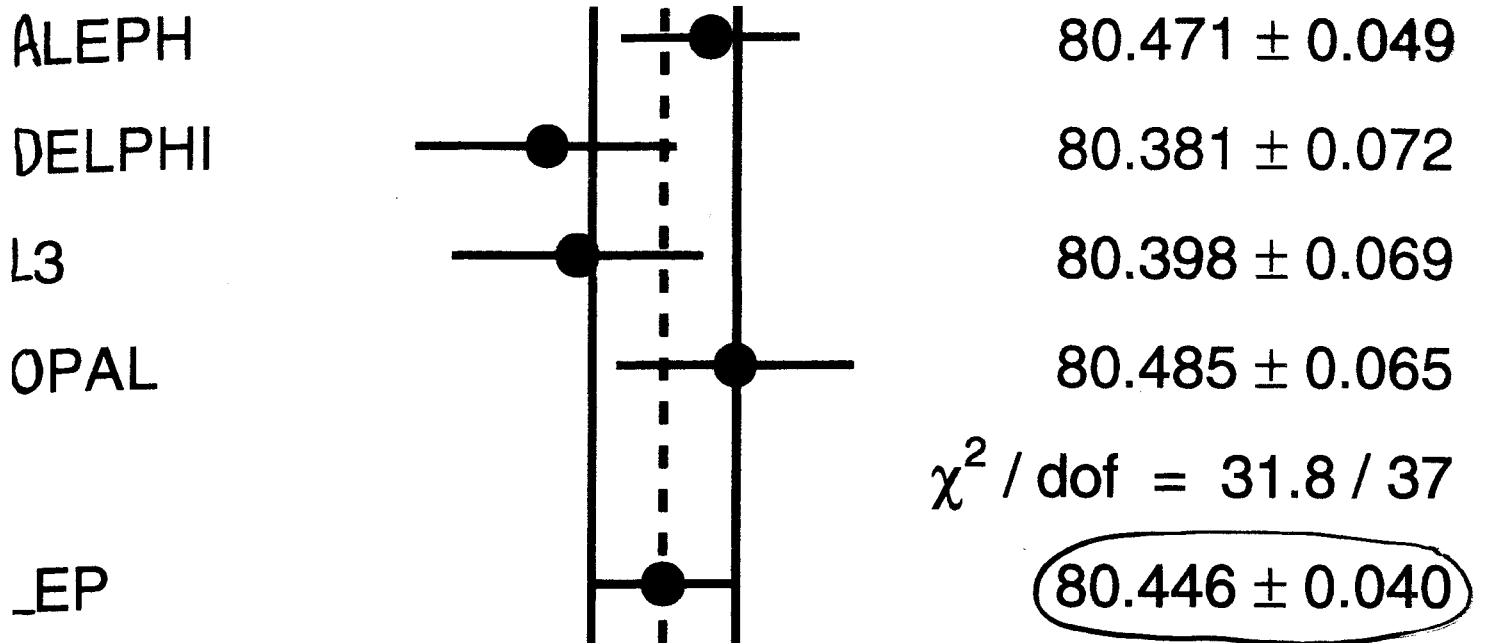 ALEPH 80.471 ± 0.049
DELPHI 80.381 ± 0.072
L3 80.398 ± 0.069
OPAL 80.485 ± 0.065
χ² / dof = 31.8 / 37
LEP 80.446 ± 0.040